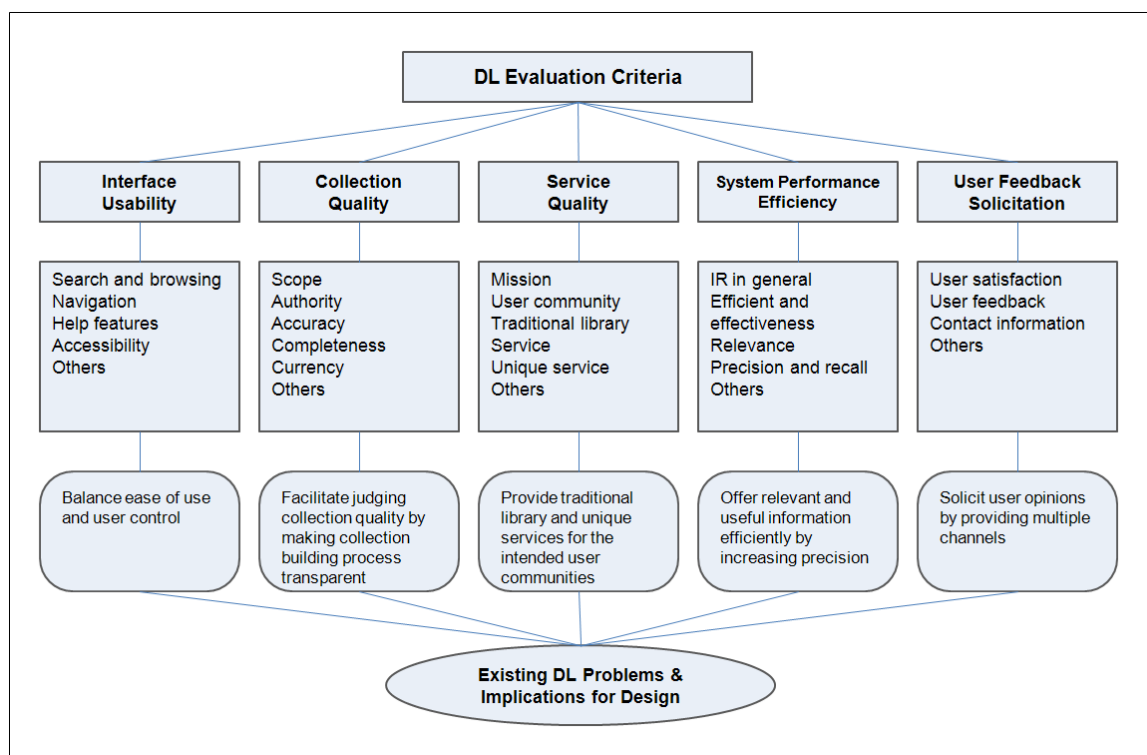 DL Evaluation Criteria
Interface
Usability
Collection
Quality
Service
Quality
System Performance
Efficiency
User Feedback
Solicitation
Search and browsing
Navigation
Help features
Accessibility
Others
Scope
Authority
Accuracy
Completeness
Currency
Others
Mission
User community
Traditional library
Service
Unique service
Others
IR in general
Efficient and
effectiveness
Relevance
Precision and recall
Others
User satisfaction
User feedback
Contact information
Others
Balance ease of use
and user control
Facilitate judging
collection quality by
making collection
building process
transparent
Provide traditional
library and unique
services for the
intended user
communities
Offer relevant and
useful information
efficiently by
increasing precision
Solicit user opinions
by providing multiple
channels
Existing DL Problems &
Implications for Design